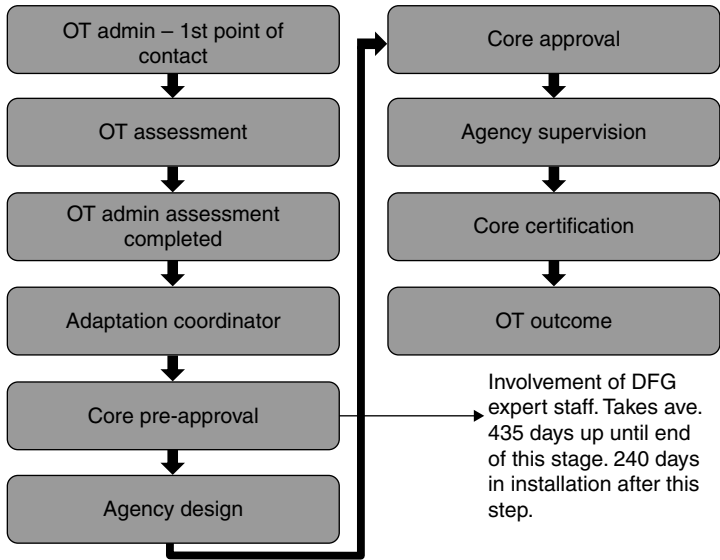 OT admin – 1st point of
contact
OT assessment
OT admin assessment
completed
Adaptation coordinator
Core pre-approval
Agency design
Core approval
Agency supervision
Core certification
OT outcome
Involvement of DFG
expert staff. Takes ave.
435 days up until end
of this stage. 240 days
in installation after this
step.